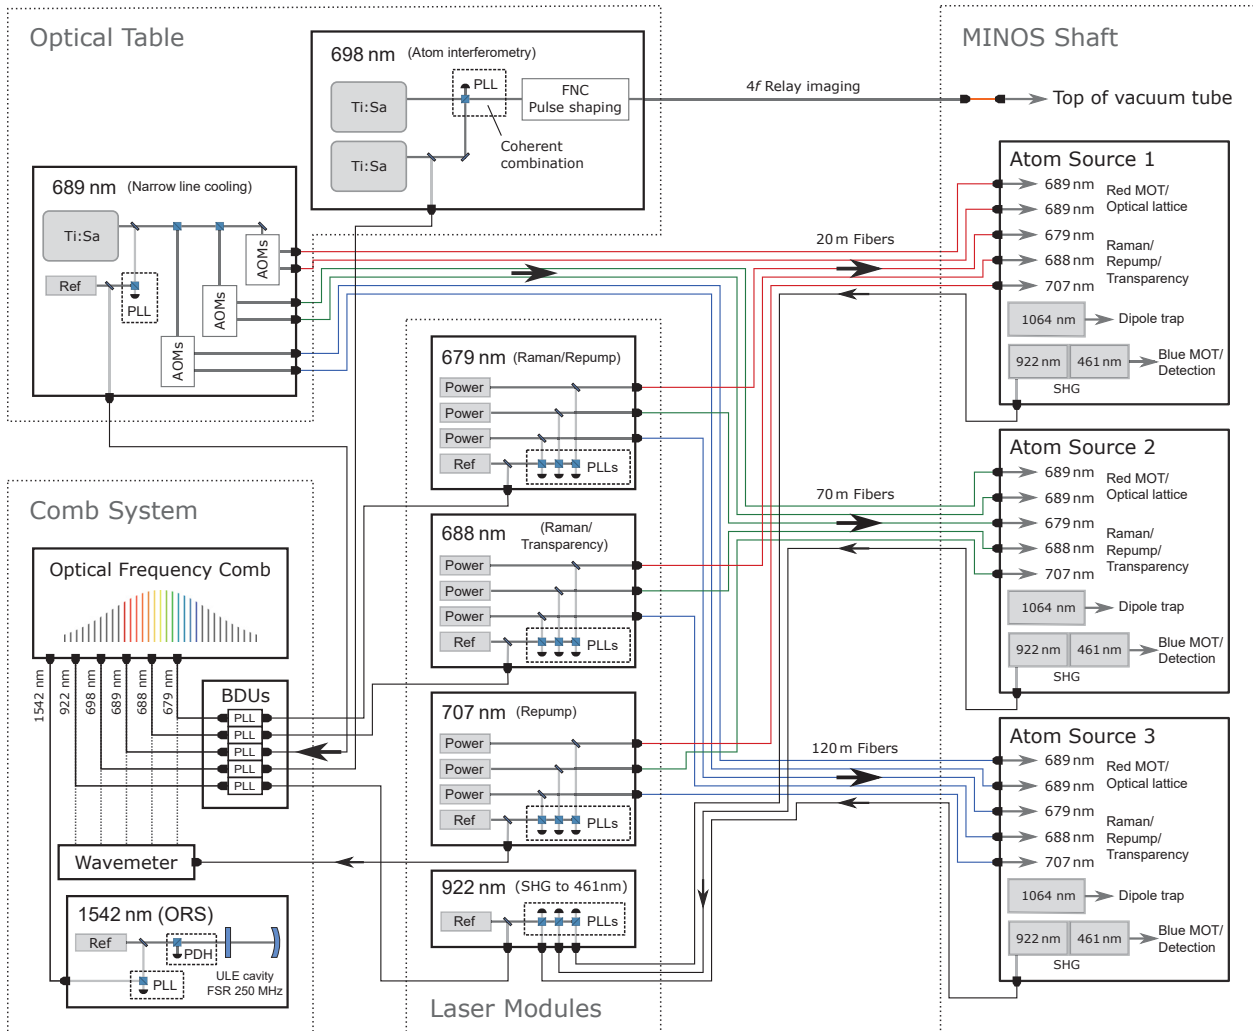 Optical Table
698 nm (Atom interferometry)
Ti:Sa
PLL
FNC
Pulse shaping
Coherent
combination
Ti:Sa
4f Relay imaging
MINOS Shaft
Top of vacuum tube
689 nm (Narrow line cooling)
Ti:Sa
Ref
PLL
AOMs
AOMs
AOMs
20 m Fibers
70 m Fibers
120 m Fibers
Atom Source 1
689 nm
689 nm
Red MOT/
Optical lattice
679 nm
688 nm
707 nm
Raman/
Repump/
Transparency
1064 nm
Dipole trap
922 nm
461 nm
Blue MOT/
Detection
SHG
Atom Source 2
689 nm
689 nm
Red MOT/
Optical lattice
679 nm
688 nm
707 nm
Raman/
Repump/
Transparency
1064 nm
Dipole trap
922 nm
461 nm
Blue MOT/
Detection
SHG
Atom Source 3
689 nm
689 nm
Red MOT/
Optical lattice
679 nm
688 nm
707 nm
Raman/
Repump/
Transparency
1064 nm
Dipole trap
922 nm
461 nm
Blue MOT/
Detection
SHG
679 nm (Raman/Repump)
Power
Power
Power
Ref
PLLs
688 nm (Raman/
Transparency)
Power
Power
Power
Ref
PLLs
707 nm (Repump)
Power
Power
Power
Ref
PLLs
922 nm (SHG to 461nm)
Ref
PLLs
Laser Modules
Comb System
Optical Frequency Comb
1542 nm
922 nm
698 nm
689 nm
688 nm
679 nm
BDUs
PLL
PLL
PLL
PLL
PLL
Wavemeter
1542 nm (ORS)
Ref
PDH
PLL
ULE cavity
FSR 250 MHz